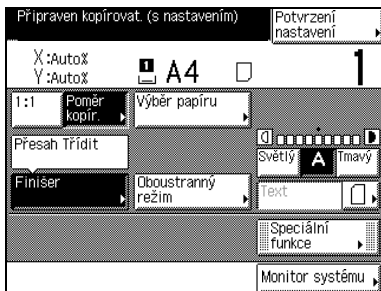 Připraven kopírovat. (s nastavením)
Potvrzení
nastavení
X:Auto%
Y:Auto%
1 A4
1
1:1
Poměr
kopír.
Výběr papíru
Přesah Třídit
Světlý A Tmavý
Finišer
Oboustranný
režim
Text
Speciální
funkce
Monitor systému